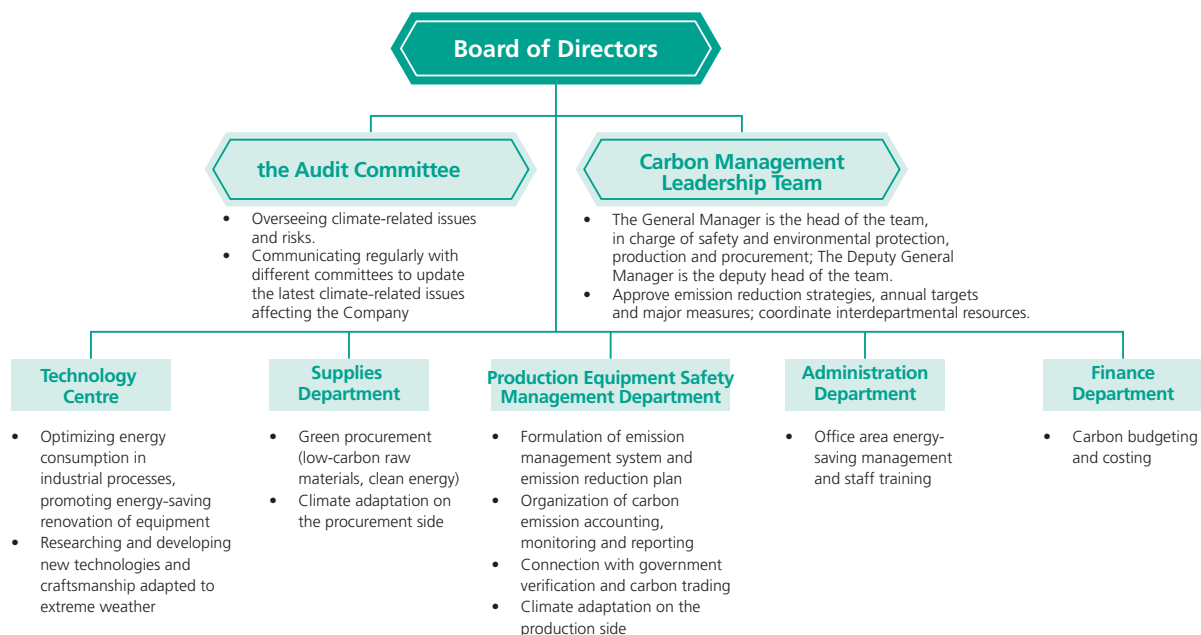 Board of Directors
the Audit Committee
• Overseeing climate-related issues
and risks.
• Communicating regularly with
different committees to update
the latest climate-related issues
affecting the Company
Carbon Management
Leadership Team
• The General Manager is the head of the team,
in charge of safety and environmental protection,
production and procurement; The Deputy General
Manager is the deputy head of the team.
• Approve emission reduction strategies, annual targets
and major measures; coordinate interdepartmental resources.
Technology
Centre
• Optimizing energy
consumption in
industrial processes,
promoting energy-saving
renovation of equipment
• Researching and developing
new technologies and
craftsmanship adapted to
extreme weather
Supplies
Department
• Green procurement
(low-carbon raw
materials, clean energy)
• Climate adaptation on
the procurement side
Production Equipment Safety
Management Department
• Formulation of emission
management system and
emission reduction plan
• Organization of carbon
emission accounting,
monitoring and reporting
• Connection with government
verification and carbon trading
• Climate adaptation on the
production side
Administration
Department
• Office area energy-
saving management
and staff training
Finance
Department
• Carbon budgeting
and costing